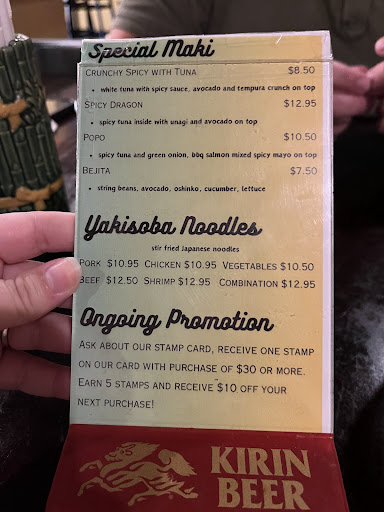 Special Maki
Crunchy Spicy with Tuna $8.50
• white tuna with spicy sauce, avocado and tempura crunch on top
Spicy Dragon $12.95
• spicy tuna inside with unagi and avocado on top
Popo $10.50
• spicy tuna and green onion, bbq salmon mixed spicy mayo on top
Bejita $7.50
• string beans, avocado, oshinko, cucumber, lettuce
Yakisoba Noodles
stir fried Japanese noodles
Pork $10.95 Chicken $10.95 Vegetables $10.50
Beef $12.50 Shrimp $12.95 Combination $12.95
Ongoing Promotion
Ask about our stamp card, receive one stamp
on our card with purchase of $30 or more.
Earn 5 stamps and receive $10 off your
next purchase!
KIRIN
BEER